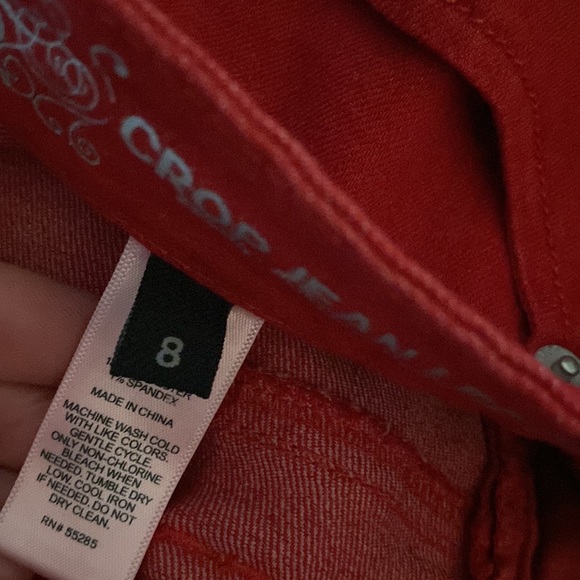 CROP JEAN
8
% SPANDEX
MADE IN CHINA
MACHINE WASH COLD
WITH LIKE COLORS.
GENTLE CYCLE.
ONLY NON-CHLORINE
BLEACH WHEN
NEEDED. TUMBLE DRY
LOW. COOL IRON
IF NEEDED. DO NOT
DRY CLEAN.
RN# 55285